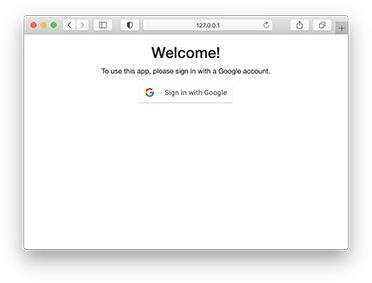 127.0.0.1
Welcome!
To use this app, please sign in with a Google account.
Sign in with Google